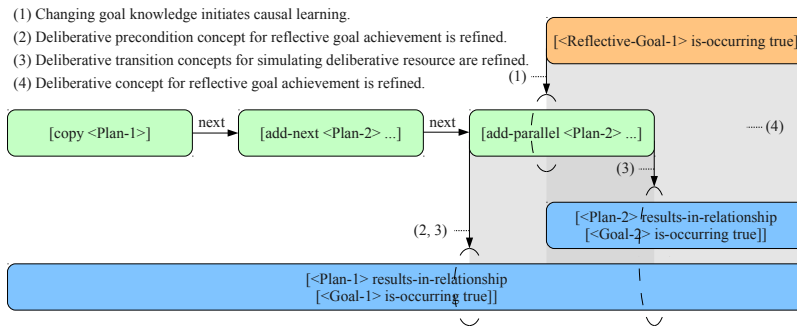 (1) Changing goal knowledge initiates causal learning.
(2) Deliberative precondition concept for reflective goal achievement is refined.
(3) Deliberative transition concepts for simulating deliberative resource are refined.
(4) Deliberative concept for reflective goal achievement is refined.
[<Reflective-Goal-1> is-occurring true]
(1)
next
next
[copy <Plan-1>]
[add-next <Plan-2> ...]
[add-parallel <Plan-2> ...]
(4)
(3)
[<Plan-2> results-in-relationship
[<Goal-2> is-occurring true]]
(2, 3)
[<Plan-1> results-in-relationship
[<Goal-1> is-occurring true]]